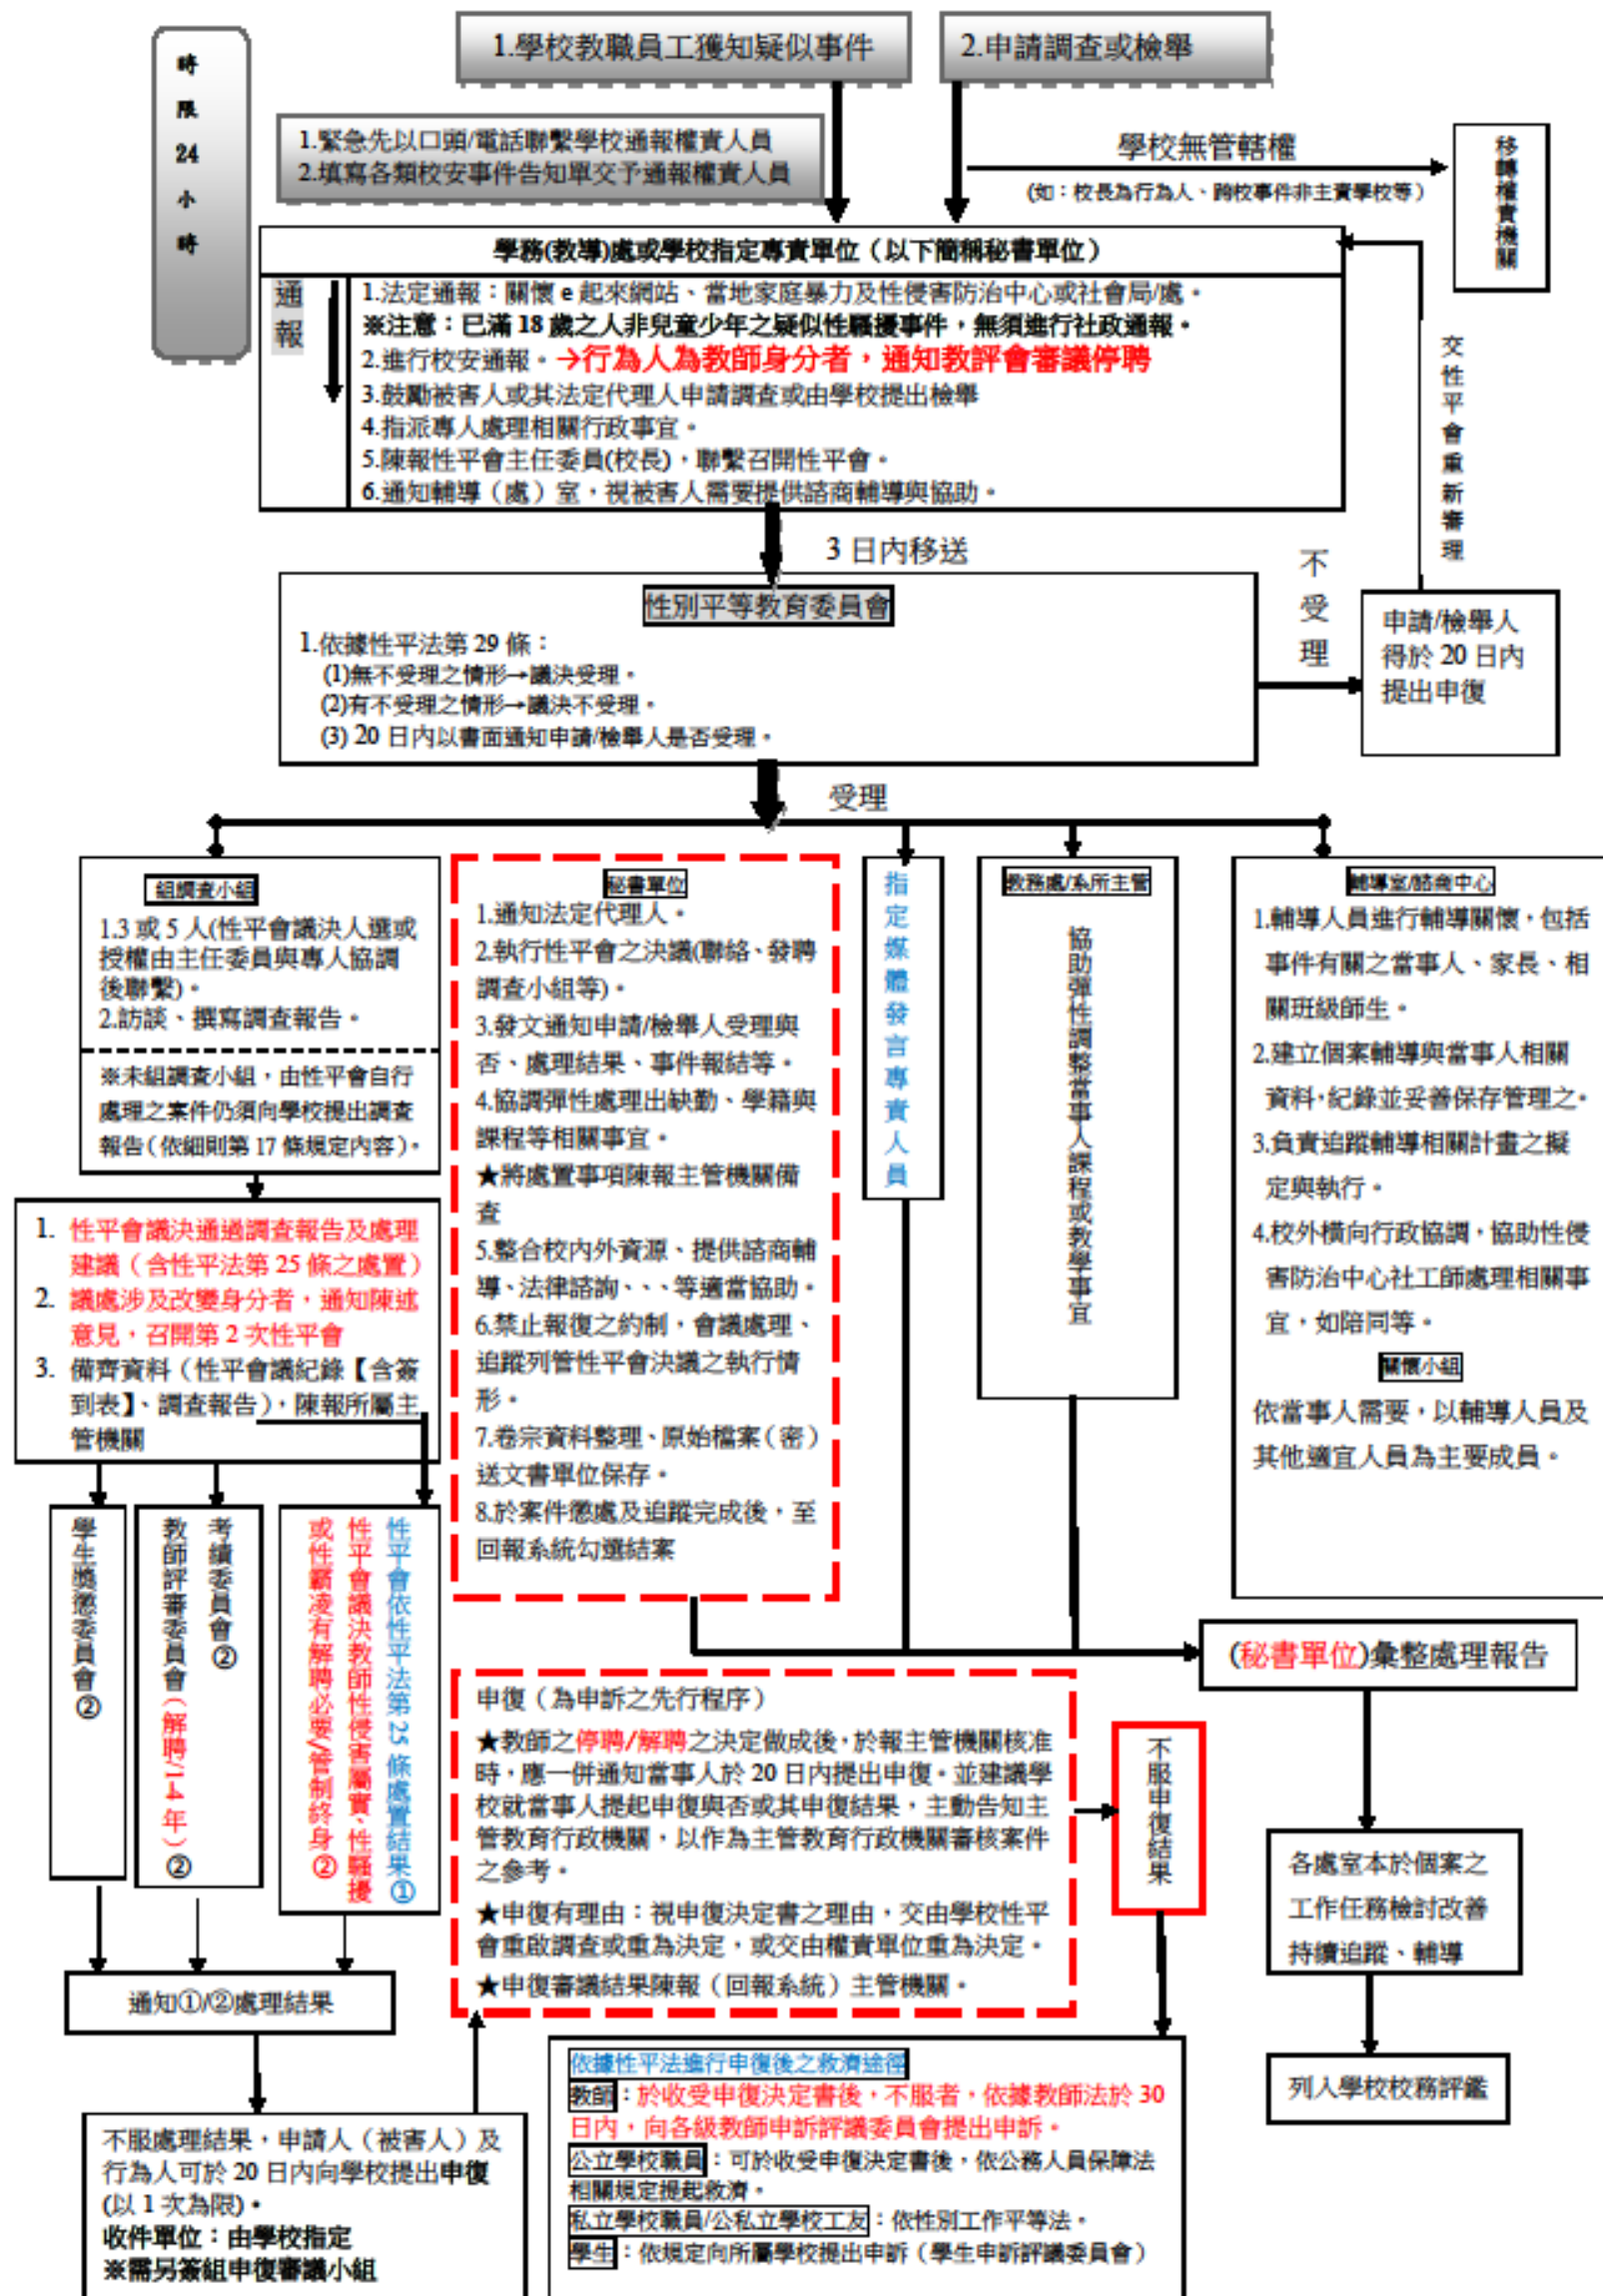 時
限
24
小
時
1.學校教職員工獲知疑似事件
2.申請調查或檢舉
1.緊急先以口頭/電話聯繫學校通報權責人員
2.填寫各類校安事件告知單交予通報權責人員
學校無管轄權
(如：校長為行為人、跨校事件非主責學校等)
移轉權責機關
學務(教導)處或學校指定專責單位（以下簡稱秘書單位）
通報
1.法定通報：關懷 e 起來網站、當地家庭暴力及性侵害防治中心或社會局/處。
※注意：已滿 18 歲之人非兒童少年之疑似性騷擾事件，無須進行社政通報。
2.進行校安通報。→行為人為教師身分者，通知教評會審議停聘
3.鼓勵被害人或其法定代理人申請調查或由學校提出檢舉
4.指派專人處理相關行政事宜。
5.陳報性平會主任委員(校長)，聯繫召開性平會。
6.通知輔導（處）室，視被害人需要提供諮商輔導與協助。
交性平會重新審理
3 日內移送
性別平等教育委員會
1.依據性平法第 29 條：
(1)無不受理之情形→議決受理。
(2)有不受理之情形→議決不受理。
(3) 20 日內以書面通知申請/檢舉人是否受理。
不受理
申請/檢舉人
得於 20 日內
提出申復
受理
組調查小組
1.3 或 5 人(性平會議決人選或
授權由主任委員與專人協調
後聯繫)。
2.訪談、撰寫調查報告。
※未組調查小組，由性平會自行
處理之案件仍須向學校提出調查
報告（依細則第 17 條規定內容）。
1. 性平會議決通過調查報告及處理
建議（含性平法第 25 條之處置）
2. 議處涉及改變身分者，通知陳述
意見，召開第 2 次性平會
3. 備齊資料（性平會議紀錄【含簽
到表】、調查報告），陳報所屬主
管機關
秘書單位
1.通知法定代理人。
2.執行性平會之決議(聯絡、發聘
調查小組等)。
3.發文通知申請/檢舉人受理與
否、處理結果、事件報結等。
4.協調彈性處理出缺勤、學籍與
課程等相關事宜。
★將處置事項陳報主管機關備
查
5.整合校內外資源、提供諮商輔
導、法律諮詢、、、等適當協助。
6.禁止報復之約制，會議處理、
追蹤列管性平會決議之執行情
形。
7.卷宗資料整理、原始檔案（密）
送文書單位保存。
8.於案件懲處及追蹤完成後，至
回報系統勾選結案
指定媒體發言專責人員
教務處/系所主管
協助彈性調整當事人課程或教學事宜
輔導室/諮商中心
1.輔導人員進行輔導關懷，包括
事件有關之當事人、家長、相
關班級師生。
2.建立個案輔導與當事人相關
資料，紀錄並妥善保存管理之。
3.負責追蹤輔導相關計畫之擬
定與執行。
4.校外橫向行政協調，協助性侵
害防治中心社工師處理相關事
宜，如陪同等。
關懷小組
依當事人需要，以輔導人員及
其他適宜人員為主要成員。
學生獎懲委員會②
考績委員會②
教師評審委員會（解聘/1-4 年）②
性平會依性平法第 25 條處置結果①
性平會議決教師性侵害屬實、性騷擾
或性霸凌有解聘必要/管制終身②
通知①/②處理結果
不服處理結果，申請人（被害人）及
行為人可於 20 日內向學校提出申復
(以 1 次為限)。
收件單位：由學校指定
※需另簽組申復審議小組
申復（為申訴之先行程序）
★教師之停聘/解聘之決定做成後，於報主管機關核准
時，應一併通知當事人於 20 日內提出申復。並建議學
校就當事人提起申復與否或其申復結果，主動告知主
管教育行政機關，以作為主管教育行政機關審核案件
之參考。
★申復有理由：視申復決定書之理由，交由學校性平
會重啟調查或重為決定，或交由權責單位重為決定。
★申復審議結果陳報（回報系統）主管機關。
不服申復結果
依據性平法進行申復後之救濟途徑
教師：於收受申復決定書後，不服者，依據教師法於 30
日內，向各級教師申訴評議委員會提出申訴。
公立學校職員：可於收受申復決定書後，依公務人員保障法
相關規定提起救濟。
私立學校職員/公私立學校工友：依性別工作平等法。
學生：依規定向所屬學校提出申訴（學生申訴評議委員會）
(秘書單位)彙整處理報告
各處室本於個案之
工作任務檢討改善
持續追蹤、輔導
列入學校校務評鑑